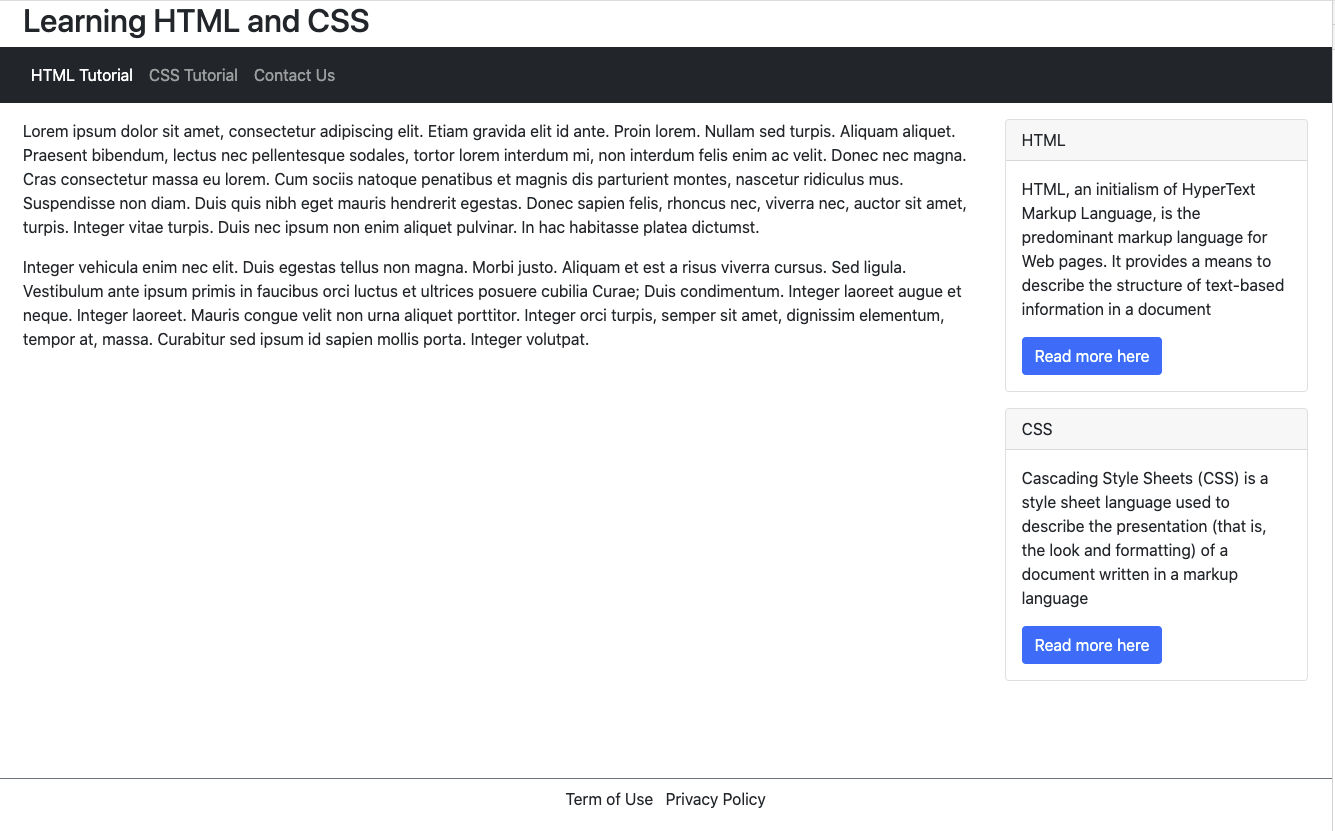 Learning HTML and CSS
HTML Tutorial CSS Tutorial Contact Us
Lorem ipsum dolor sit amet, consectetur adipiscing elit. Etiam gravida elit id ante. Proin lorem. Nullam sed turpis. Aliquam aliquet.
Praesent bibendum, lectus nec pellentesque sodales, tortor lorem interdum mi, non interdum felis enim ac velit. Donec nec magna.
Cras consectetur massa eu lorem. Cum sociis natoque penatibus et magnis dis parturient montes, nascetur ridiculus mus.
Suspendisse non diam. Duis quis nibh eget mauris hendrerit egestas. Donec sapien felis, rhoncus nec, viverra nec, auctor sit amet,
turpis. Integer vitae turpis. Duis nec ipsum non enim aliquet pulvinar. In hac habitasse platea dictumst.
Integer vehicula enim nec elit. Duis egestas tellus non magna. Morbi justo. Aliquam et est a risus viverra cursus. Sed ligula.
Vestibulum ante ipsum primis in faucibus orci luctus et ultrices posuere cubilia Curae; Duis condimentum. Integer laoreet augue et
neque. Integer laoreet. Mauris congue velit non urna aliquet porttitor. Integer orci turpis, semper sit amet, dignissim elementum,
tempor at, massa. Curabitur sed ipsum id sapien mollis porta. Integer volutpat.
HTML
HTML, an initialism of HyperText
Markup Language, is the
predominant markup language for
Web pages. It provides a means to
describe the structure of text-based
information in a document
Read more here
CSS
Cascading Style Sheets (CSS) is a
style sheet language used to
describe the presentation (that is,
the look and formatting) of a
document written in a markup
language
Read more here
Term of Use Privacy Policy